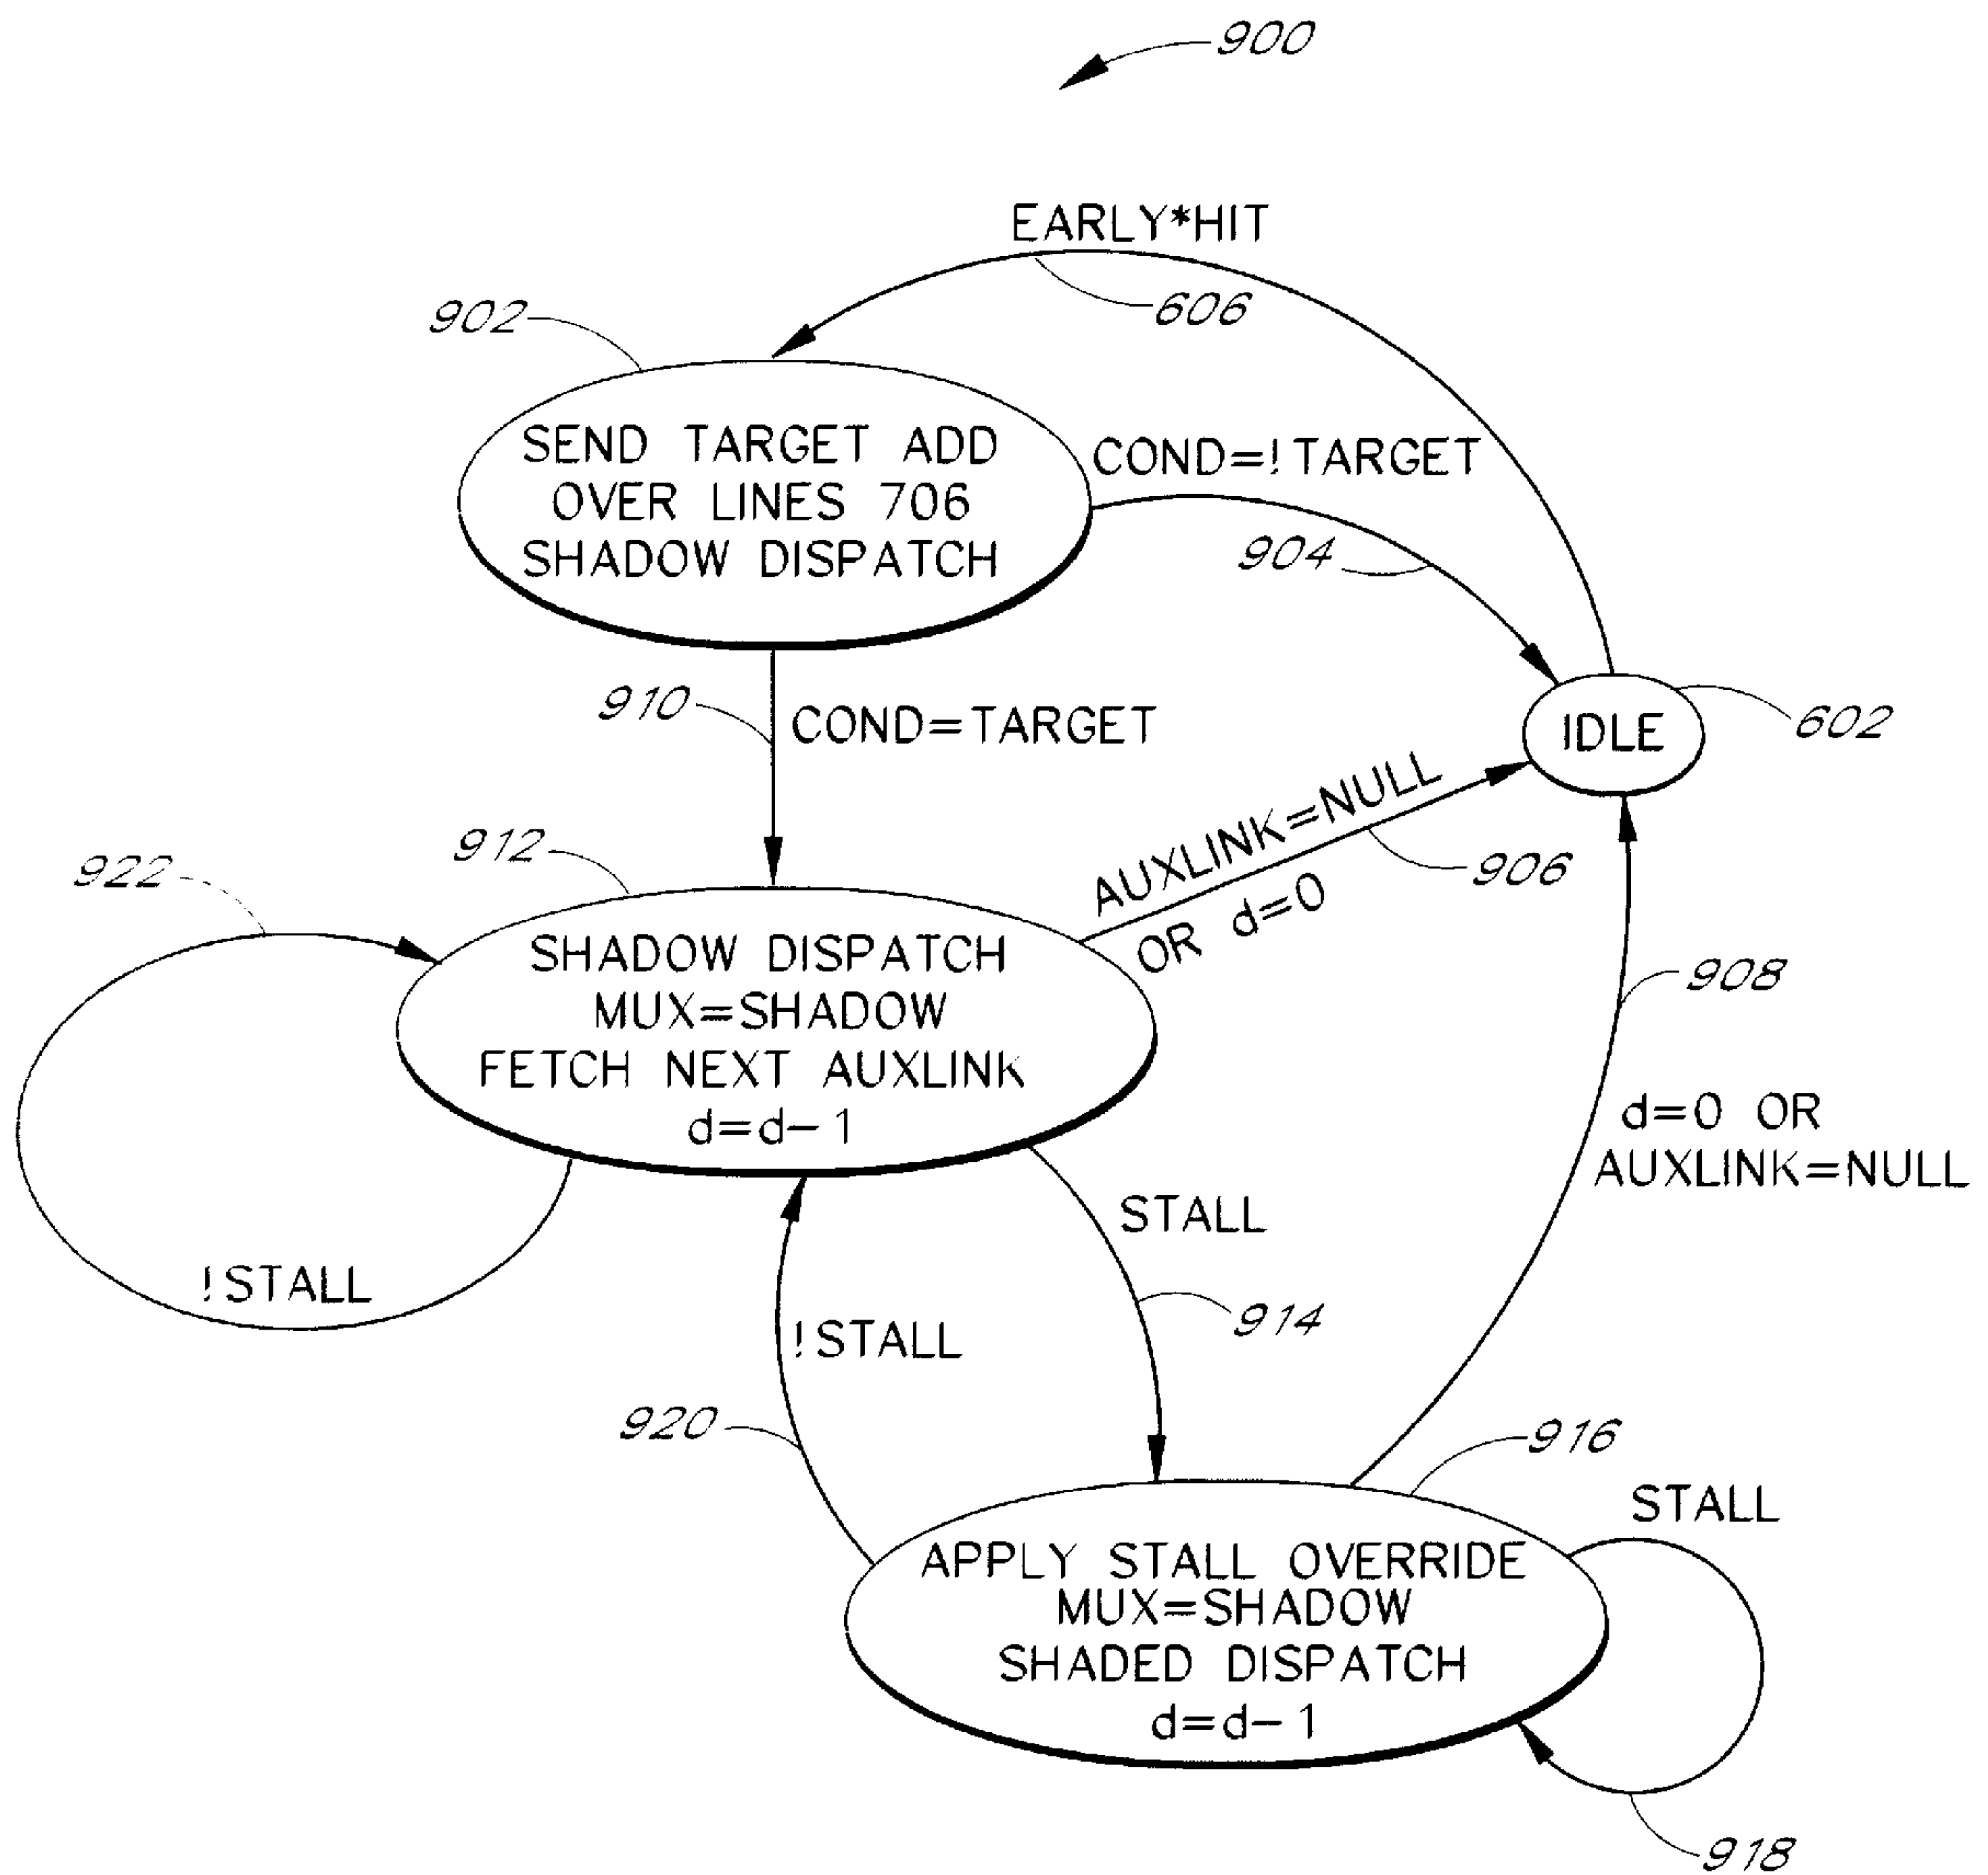 900
EARLY*HIT
606
902
SEND TARGET ADD
OVER LINES 706
SHADOW DISPATCH
COND=!TARGET
904
910
COND=TARGET
IDLE
602
AUXLINK=NULL
OR d=0
906
912
922
SHADOW DISPATCH
MUX=SHADOW
FETCH NEXT AUXLINK
d=d-1
908
d=0 OR
AUXLINK=NULL
STALL
!STALL
914
!STALL
920
916
STALL
APPLY STALL OVERRIDE
MUX=SHADOW
SHADED DISPATCH
d=d-1
918